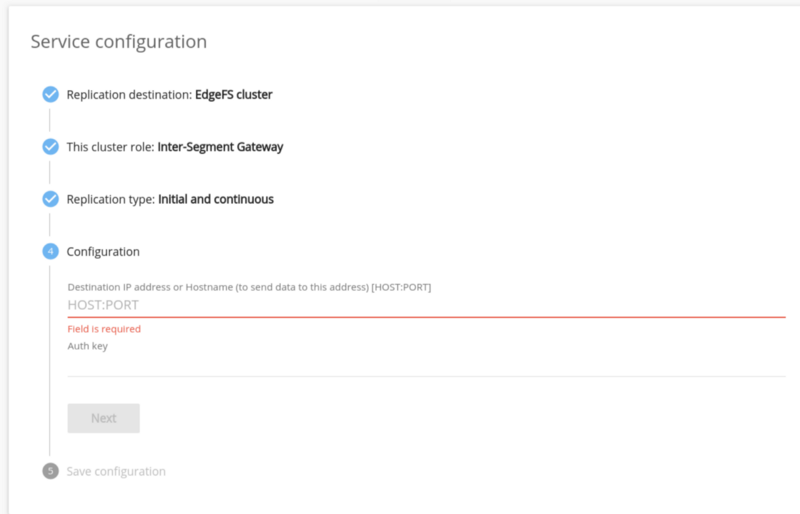 Service configuration
Replication destination: EdgeFS cluster
This cluster role: Inter-Segment Gateway
Replication type: Initial and continuous
4 Configuration
Destination IP address or Hostname (to send data to this address) [HOST:PORT]
HOST:PORT
Field is required
Auth key
Next
5 Save configuration